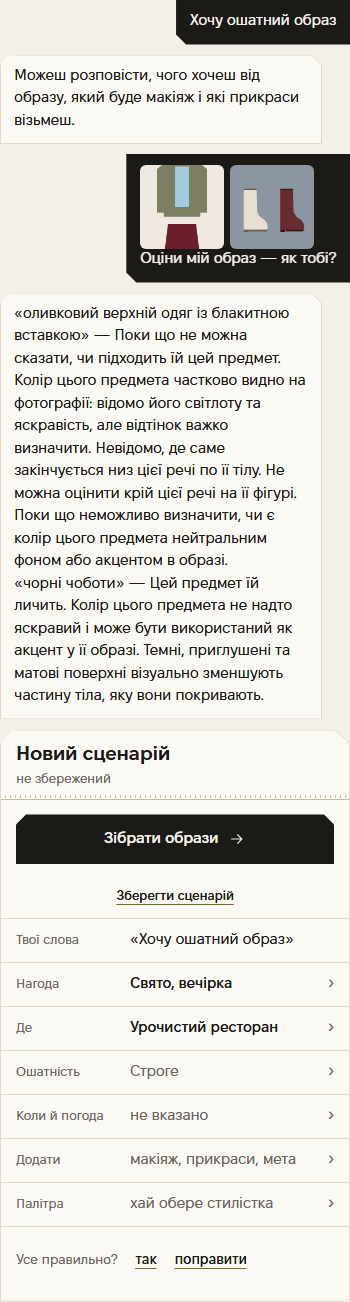 Хочу ошатний образ
Можеш розповісти, чого хочеш від
образу, який буде макіяж і які прикраси
візьмеш.
Оціни мій образ — як тобі?
«оливковий верхній одяг із блакитною
вставкою» — Поки що не можна
сказати, чи підходить їй цей предмет.
Колір цього предмета частково видно на
фотографії: відомо його світлоту та
яскравість, але відтінок важко
визначити. Невідомо, де саме
закінчується низ цієї речі по її тілу. Не
можна оцінити крій цієї речі на її фігурі.
Поки що неможливо визначити, чи є
колір цього предмета нейтральним
фоном або акцентом в образі.
«чорні чоботи» — Цей предмет їй
личить. Колір цього предмета не надто
яскравий і може бути використаний як
акцент у її образі. Темні, приглушені та
матові поверхні візуально зменшують
частину тіла, яку вони покривають.
Новий сценарій
не збережений
Зібрати образи →
Зберегти сценарій
Твої слова «Хочу ошатний образ»
Нагода Свято, вечірка ›
Де Урочистий ресторан ›
Ошатність Строге ›
Коли й погода не вказано ›
Додати макіяж, прикраси, мета ›
Палітра хай обере стилістка ›
Усе правильно? так поправити